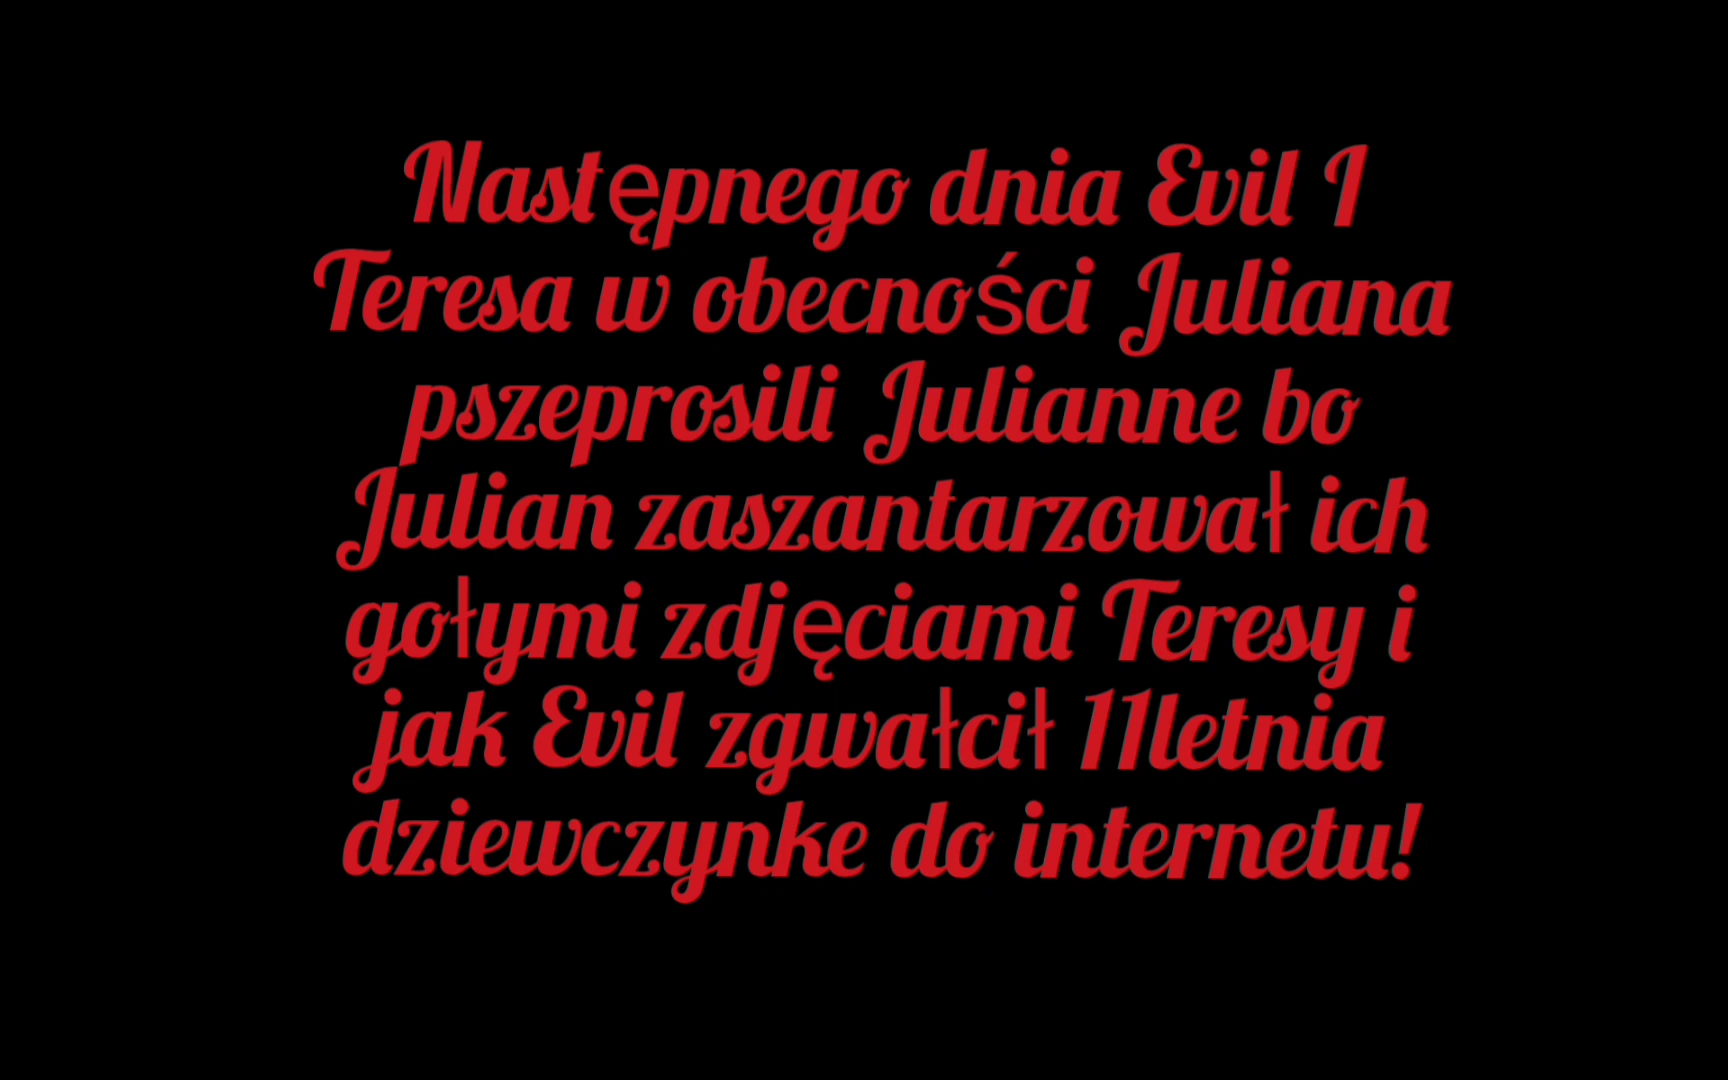 Następnego dnia Evil I
Teresa w obecności Juliana
pszeprosili Julianne bo
Julian zaszantarzował ich
gołymi zdjęciami Teresy i
jak Evil zgwałcił 11letnia
dziewczynke do internetu!